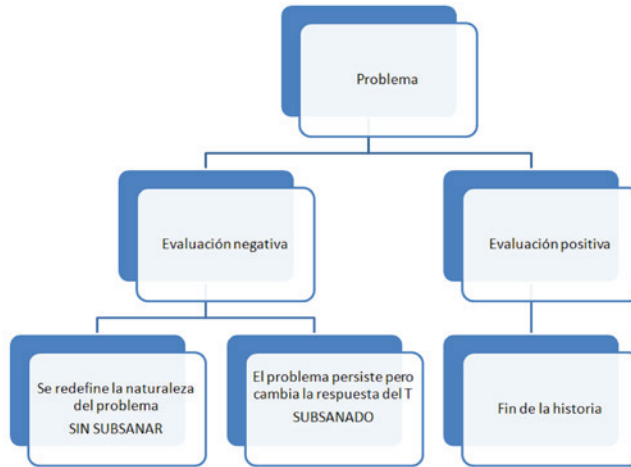 Problema
Evaluación negativa
Evaluación positiva
Se redefine la naturaleza
del problema
SIN SUBSANAR
El problema persiste pero
cambia la respuesta del T
SUBSANADO
Fin de la historia